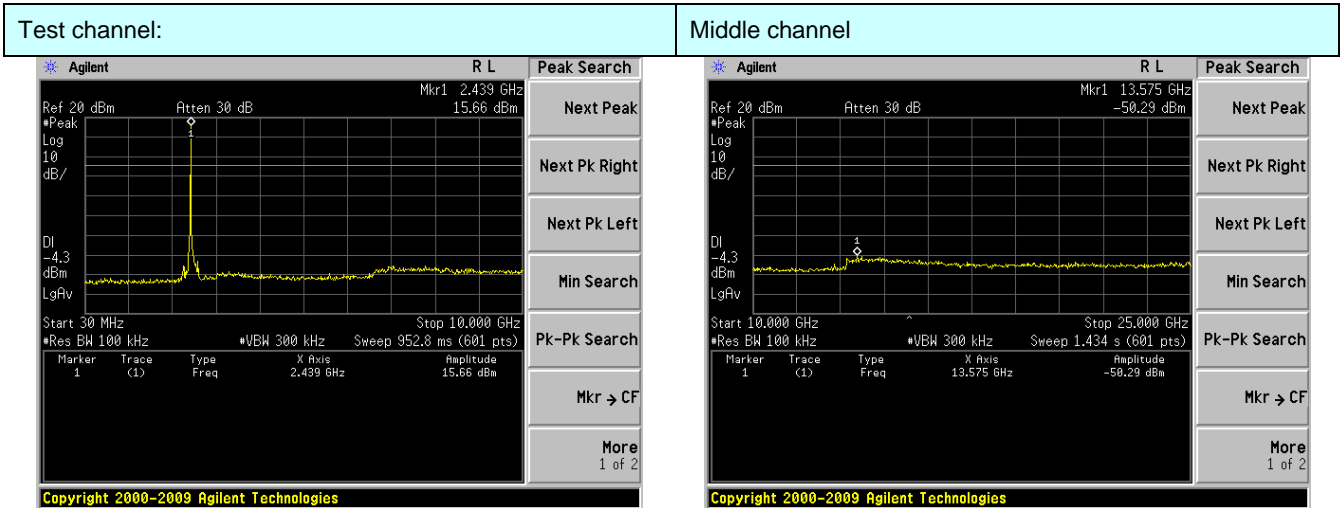 Test channel: Middle channel
Agilent R L Peak Search
Mkr1 2.439 GHz
Ref 20 dBm Atten 30 dB 15.66 dBm
#Peak
Log
10
dB/
1
DI
-4.3
dBm
LgAv
Start 30 MHz Stop 10.000 GHz
#Res BW 100 kHz #VBW 300 kHz Sweep 952.8 ms (601 pts)
Marker Trace Type X Axis Amplitude
1 (1) Freq 2.439 GHz 15.66 dBm
Next Peak
Next Pk Right
Next Pk Left
Min Search
Pk-Pk Search
Mkr → CF
More
1 of 2
Copyright 2000-2009 Agilent Technologies
Agilent R L Peak Search
Mkr1 13.575 GHz
Ref 20 dBm Atten 30 dB -50.29 dBm
#Peak
Log
10
dB/
1
DI
-4.3
dBm
LgAv
Start 10.000 GHz ^ Stop 25.000 GHz
#Res BW 100 kHz #VBW 300 kHz Sweep 1.434 s (601 pts)
Marker Trace Type X Axis Amplitude
1 (1) Freq 13.575 GHz -50.29 dBm
Next Peak
Next Pk Right
Next Pk Left
Min Search
Pk-Pk Search
Mkr → CF
More
1 of 2
Copyright 2000-2009 Agilent Technologies